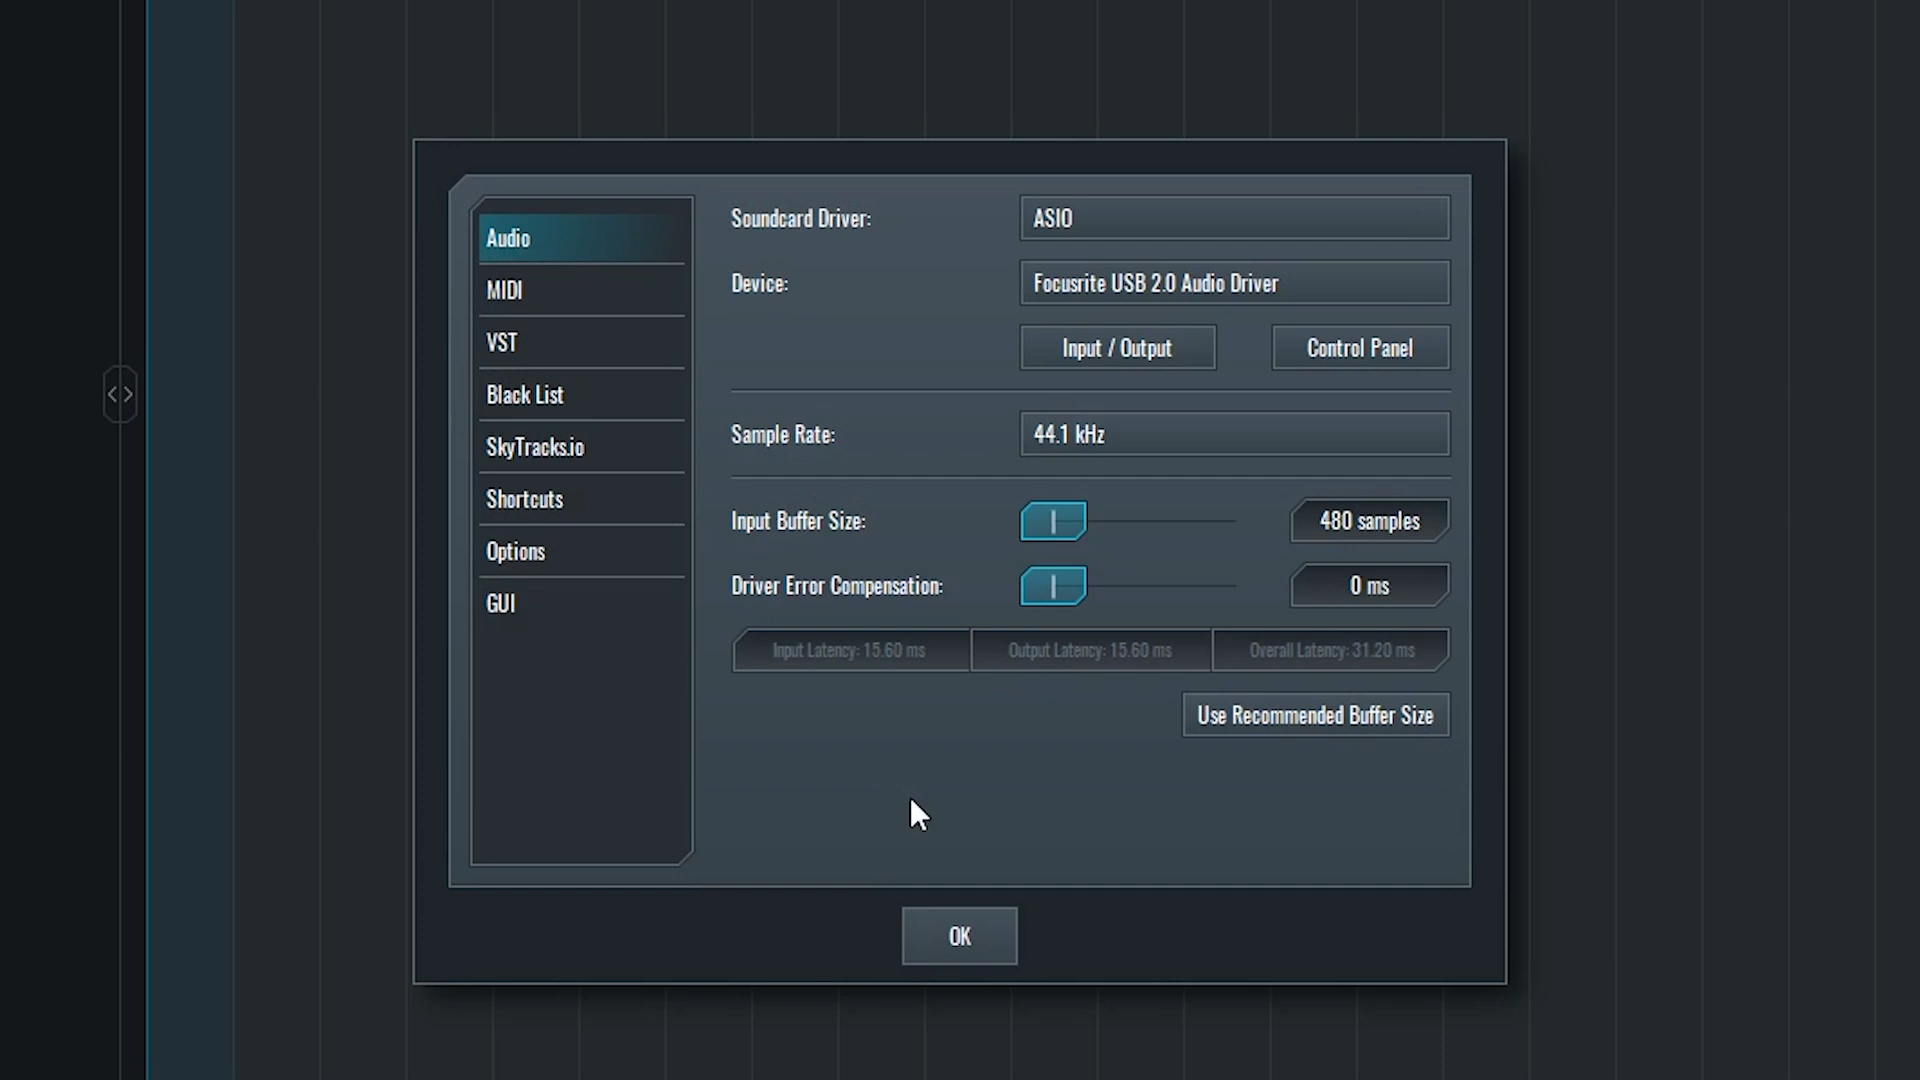 Audio
MIDI
VST
Black List
SkyTracks.io
Shortcuts
Options
GUI
Soundcard Driver: ASIO
Device: Focusrite USB 2.0 Audio Driver
Input / Output Control Panel
Sample Rate: 44.1 kHz
Input Buffer Size: 480 samples
Driver Error Compensation: 0 ms
Input Latency: 15.60 ms Output Latency: 15.60 ms Overall Latency: 31.20 ms
Use Recommended Buffer Size
OK